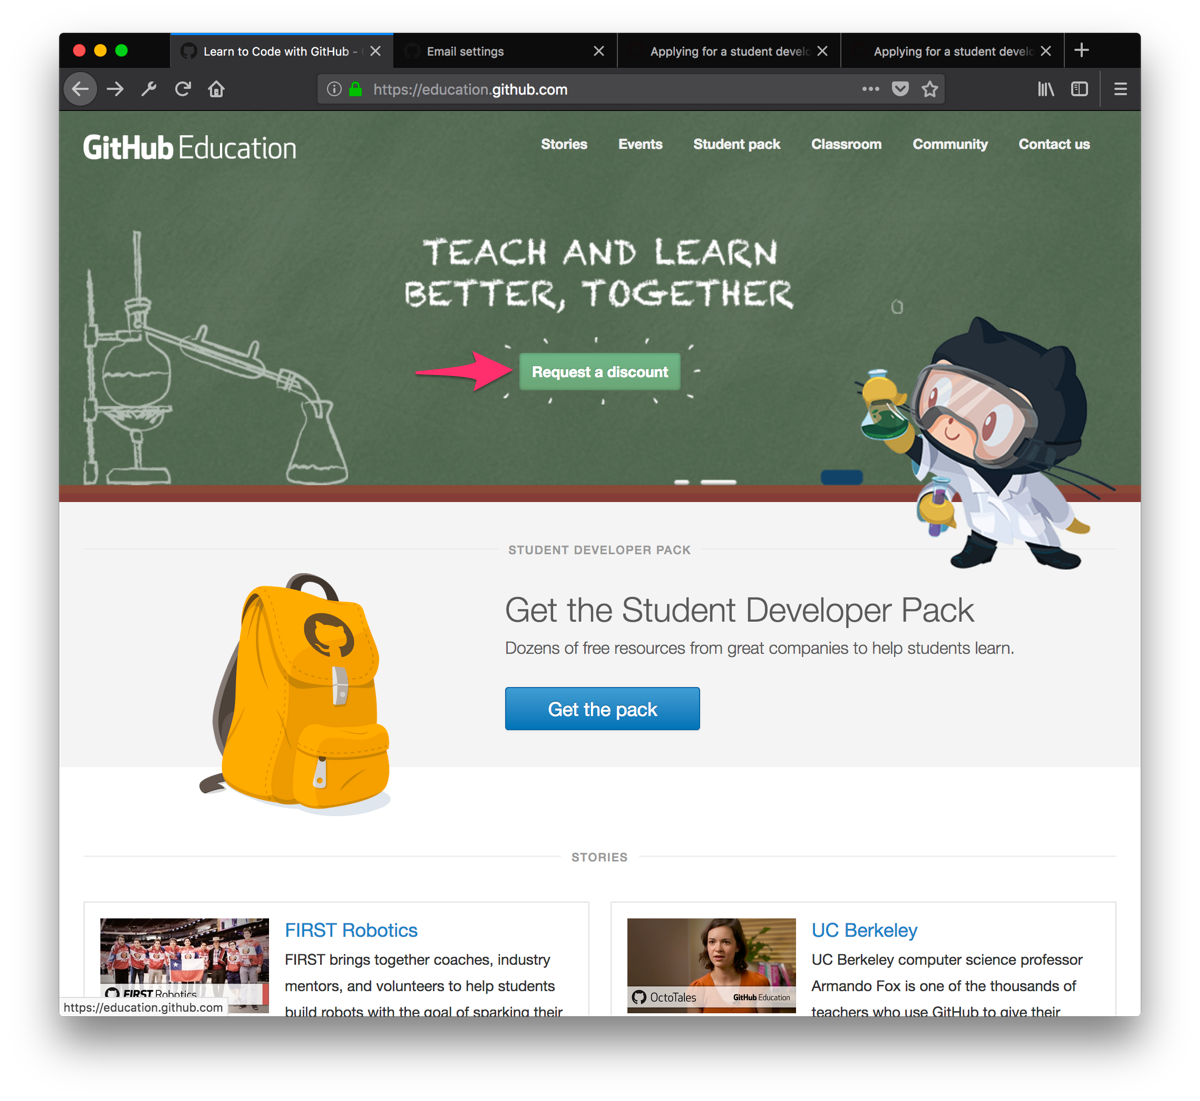 Learn to Code with GitHub -
Email settings
Applying for a student devel
Applying for a student devel
https://education.github.com
GitHub Education
Stories
Events
Student pack
Classroom
Community
Contact us
TEACH AND LEARN
BETTER, TOGETHER
Request a discount
STUDENT DEVELOPER PACK
Get the Student Developer Pack
Dozens of free resources from great companies to help students learn.
Get the pack
STORIES
FIRST Robotics
FIRST brings together coaches, industry
mentors, and volunteers to help students
build robots with the goal of sparking their
FIRST Robotics
UC Berkeley
UC Berkeley computer science professor
Armando Fox is one of the thousands of
teachers who use GitHub to give their
OctoTales
GitHub Education
https://education.github.com